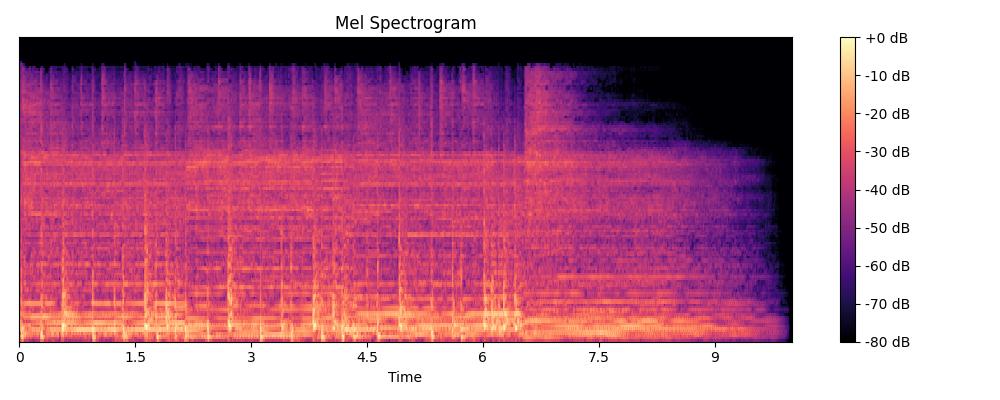 Mel Spectrogram
+0 dB
-10 dB
-20 dB
-30 dB
-40 dB
-50 dB
-60 dB
-70 dB
-80 dB
0 1.5 3 4.5 6 7.5 9
Time